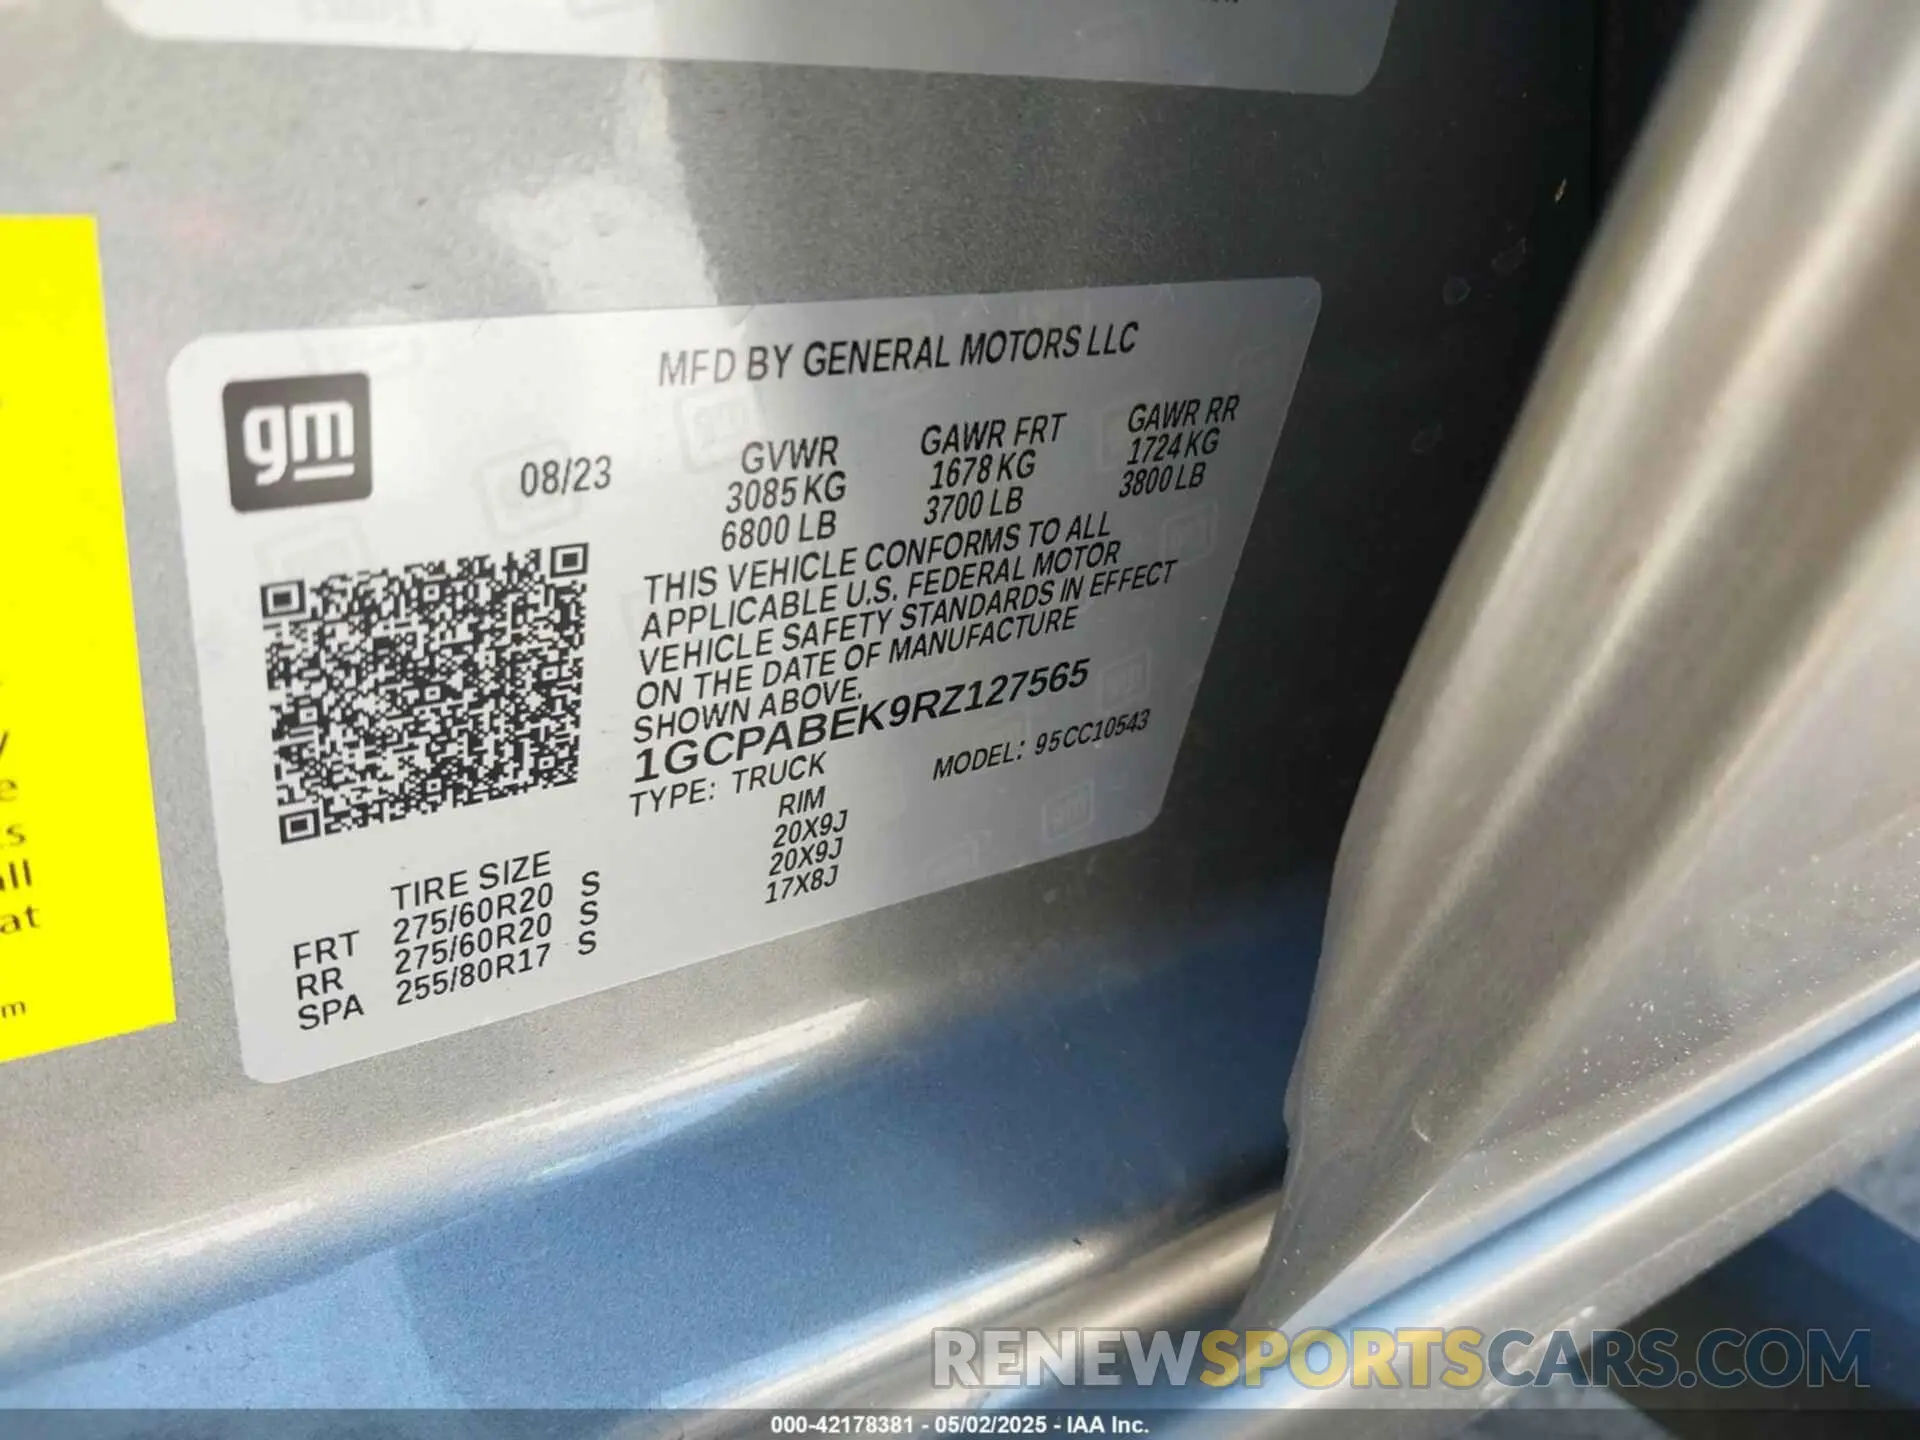 MFD BY GENERAL MOTORS LLC
gm
08/23
GVWR
3085 KG
6800 LB
GAWR FRT
1678 KG
3700 LB
GAWR RR
1724 KG
3800 LB
THIS VEHICLE CONFORMS TO ALL
APPLICABLE U.S. FEDERAL MOTOR
VEHICLE SAFETY STANDARDS IN EFFECT
ON THE DATE OF MANUFACTURE
SHOWN ABOVE.
1GCPABEK9RZ127565
TYPE: TRUCK MODEL: 95CC10543
TIRE SIZE RIM
FRT 275/60R20 S 20X9J
RR 275/60R20 S 20X9J
SPA 255/80R17 S 17X8J
y
e
at
m
RENEWSPORTSCARS.COM
000-42178381 - 05/02/2025 - IAA Inc.